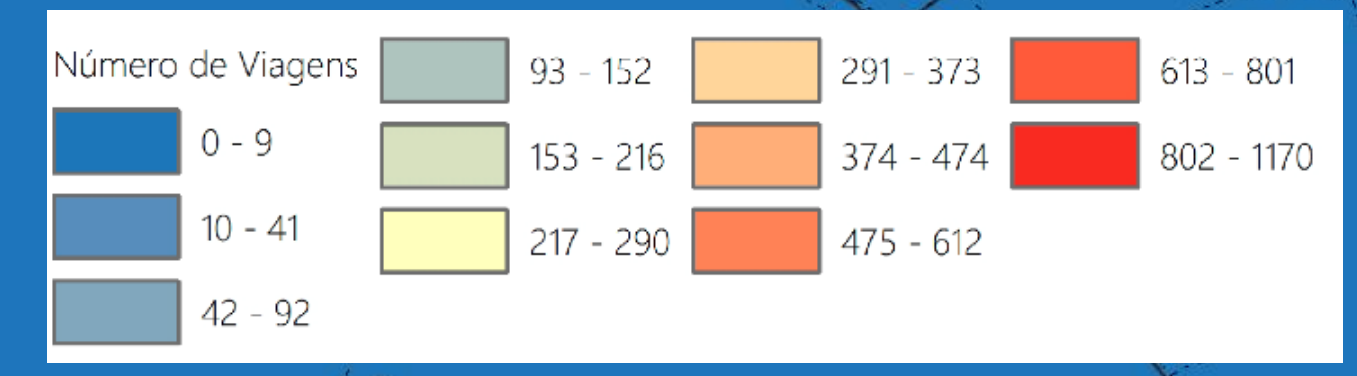 Número de Viagens
0 - 9
10 - 41
42 - 92
93 - 152
153 - 216
217 - 290
291 - 373
374 - 474
475 - 612
613 - 801
802 - 1170